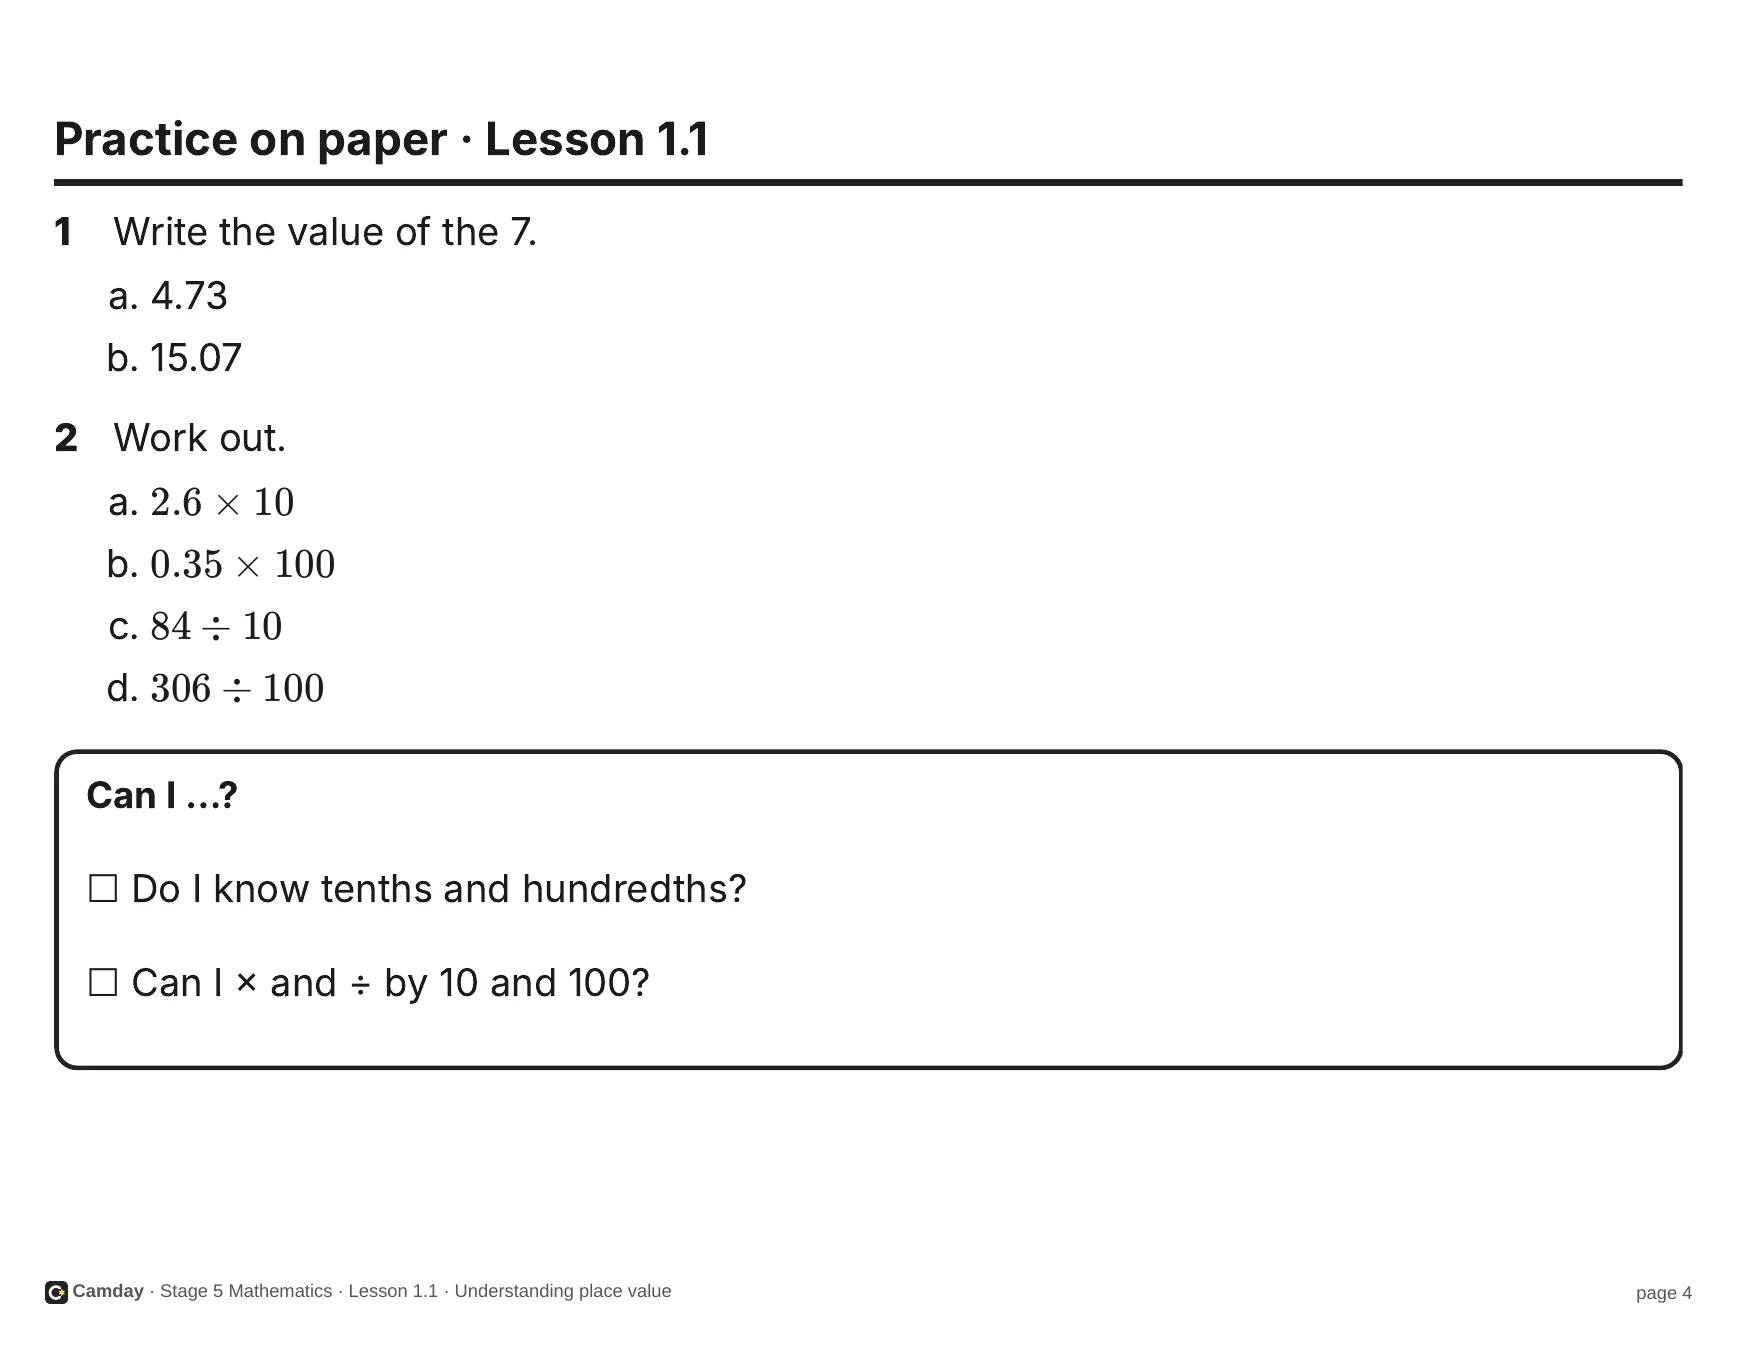 Practice on paper · Lesson 1.1
1 Write the value of the 7.
a. 4.73
b. 15.07
2 Work out.
a. 2.6 × 10
b. 0.35 × 100
c. 84 ÷ 10
d. 306 ÷ 100
Can I …?
☐ Do I know tenths and hundredths?
☐ Can I × and ÷ by 10 and 100?
Camday · Stage 5 Mathematics · Lesson 1.1 · Understanding place value
page 4